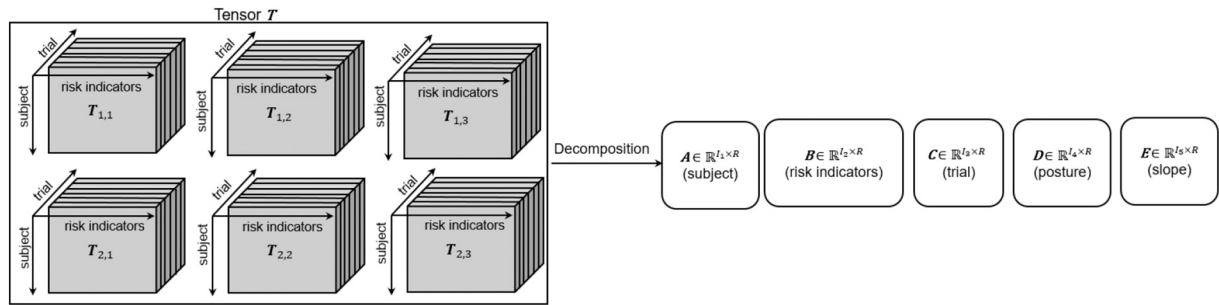 Tensor T
trial
risk indicators
subject
T1,1
trial
risk indicators
subject
T1,2
trial
risk indicators
subject
T1,3
trial
risk indicators
subject
T2,1
trial
risk indicators
subject
T2,2
trial
risk indicators
subject
T2,3
Decomposition
A ∈ ℝ^{I₁×R}
(subject)
B ∈ ℝ^{I₂×R}
(risk indicators)
C ∈ ℝ^{I₃×R}
(trial)
D ∈ ℝ^{I₄×R}
(posture)
E ∈ ℝ^{I₅×R}
(slope)